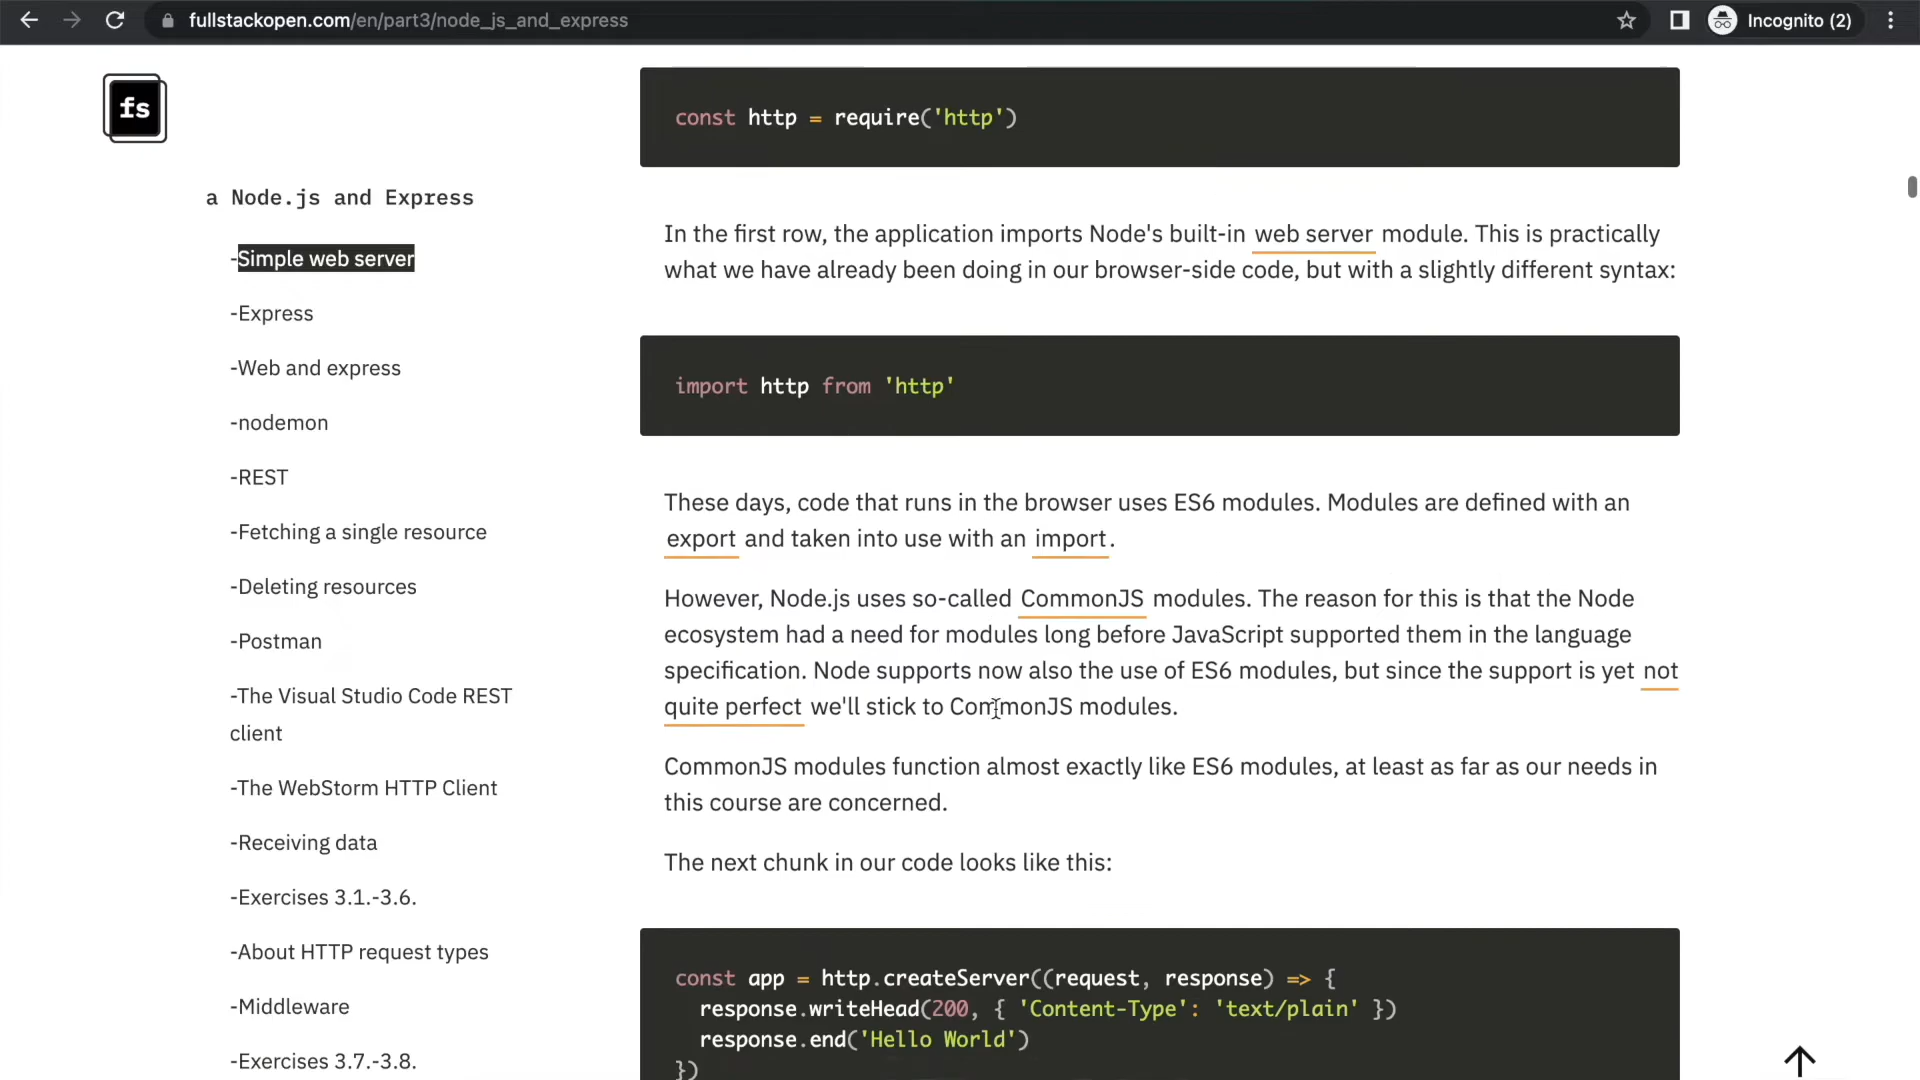 fullstackopen.com/en/part3/node_js_and_express
Incognito (2)
fs
a Node.js and Express
-Simple web server
-Express
-Web and express
-nodemon
-REST
-Fetching a single resource
-Deleting resources
-Postman
-The Visual Studio Code REST
client
-The WebStorm HTTP Client
-Receiving data
-Exercises 3.1.-3.6.
-About HTTP request types
-Middleware
-Exercises 3.7.-3.8.
const http = require('http')
In the first row, the application imports Node's built-in web server module. This is practically
what we have already been doing in our browser-side code, but with a slightly different syntax:
import http from 'http'
These days, code that runs in the browser uses ES6 modules. Modules are defined with an
export and taken into use with an import.
However, Node.js uses so-called CommonJS modules. The reason for this is that the Node
ecosystem had a need for modules long before JavaScript supported them in the language
specification. Node supports now also the use of ES6 modules, but since the support is yet not
quite perfect we'll stick to CommonJS modules.
CommonJS modules function almost exactly like ES6 modules, at least as far as our needs in
this course are concerned.
The next chunk in our code looks like this:
const app = http.createServer((request, response) => {
response.writeHead(200, { 'Content-Type': 'text/plain' })
response.end('Hello World')
})